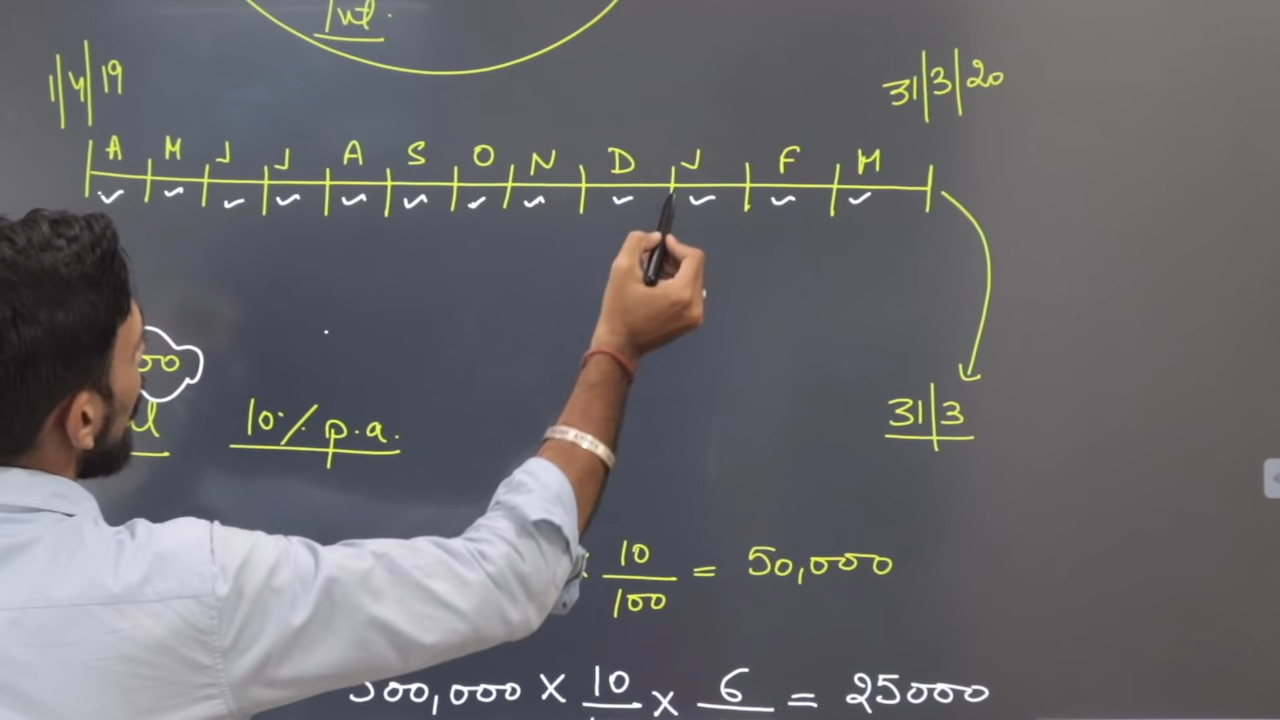 Int.
1/4/19 31/3/20
A M J J A S O N D J F M
00
10% p.a. 31/3
10/100 = 50,000
500,000 × 10 × 6 = 25000